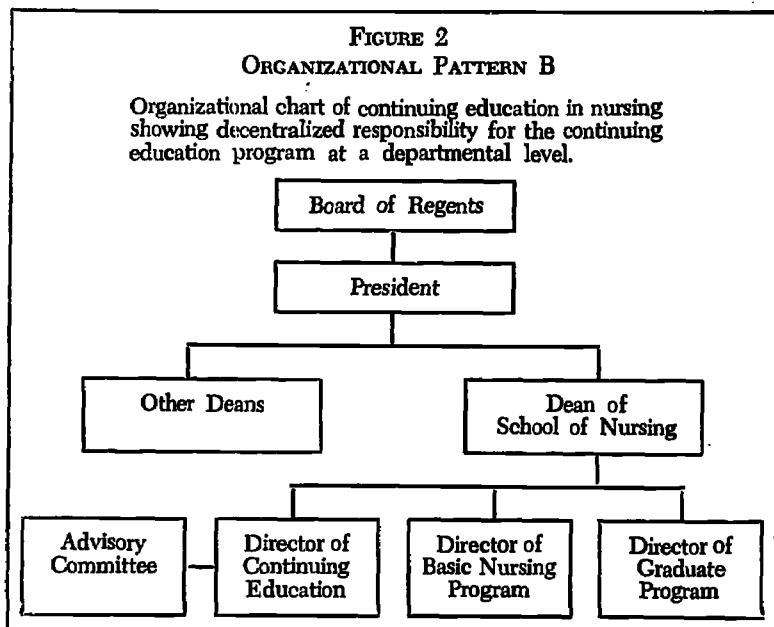 FIGURE 2
ORGANIZATIONAL PATTERN B
Organizational chart of continuing education in nursing
showing decentralized responsibility for the continuing
education program at a departmental level.
Board of Regents
President
Other Deans
Dean of
School of Nursing
Advisory
Committee
Director of
Continuing
Education
Director of
Basic Nursing
Program
Director of
Graduate
Program